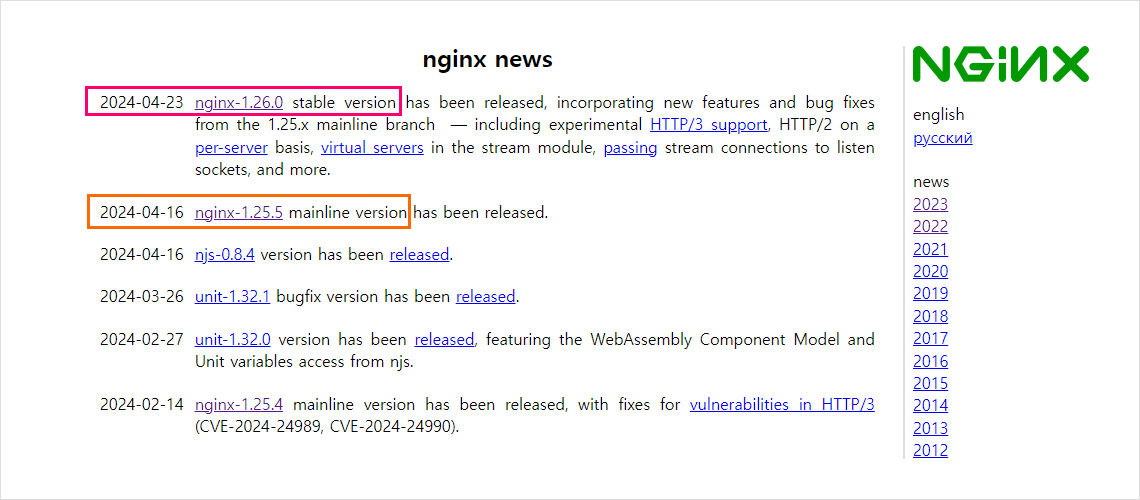 nginx news
2024-04-23 nginx-1.26.0 stable version has been released, incorporating new features and bug fixes
from the 1.25.x mainline branch — including experimental HTTP/3 support, HTTP/2 on a
per-server basis, virtual servers in the stream module, passing stream connections to listen
sockets, and more.
2024-04-16 nginx-1.25.5 mainline version has been released.
2024-04-16 njs-0.8.4 version has been released.
2024-03-26 unit-1.32.1 bugfix version has been released.
2024-02-27 unit-1.32.0 version has been released, featuring the WebAssembly Component Model and
Unit variables access from njs.
2024-02-14 nginx-1.25.4 mainline version has been released, with fixes for vulnerabilities in HTTP/3
(CVE-2024-24989, CVE-2024-24990).
NGINX
english
русский
news
2023
2022
2021
2020
2019
2018
2017
2016
2015
2014
2013
2012